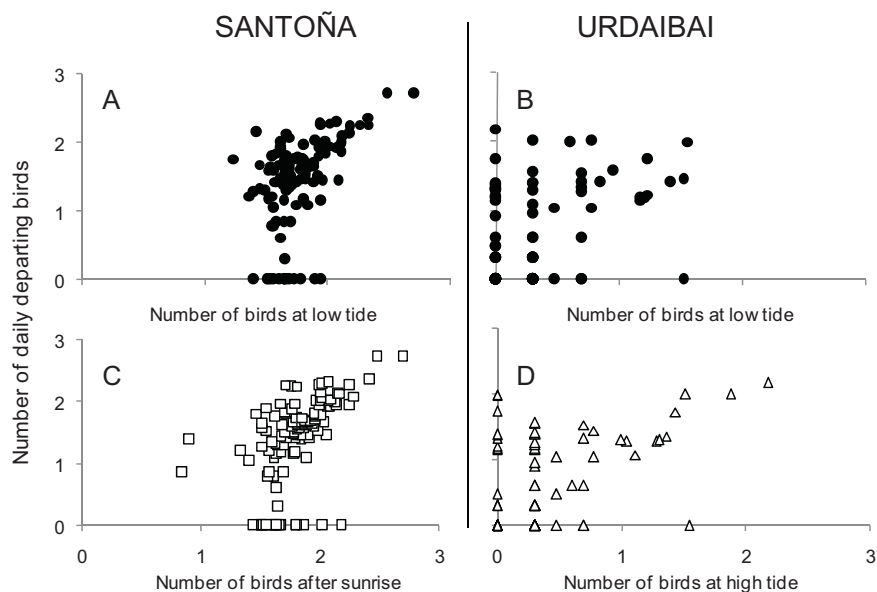 SANTOÑA
URDAIBAI
A
B
3
2
1
0
Number of daily departing birds
Number of birds at low tide
Number of birds at low tide
C
D
3
2
1
0
0 1 2 3
0 1 2 3
Number of birds after sunrise
Number of birds at high tide